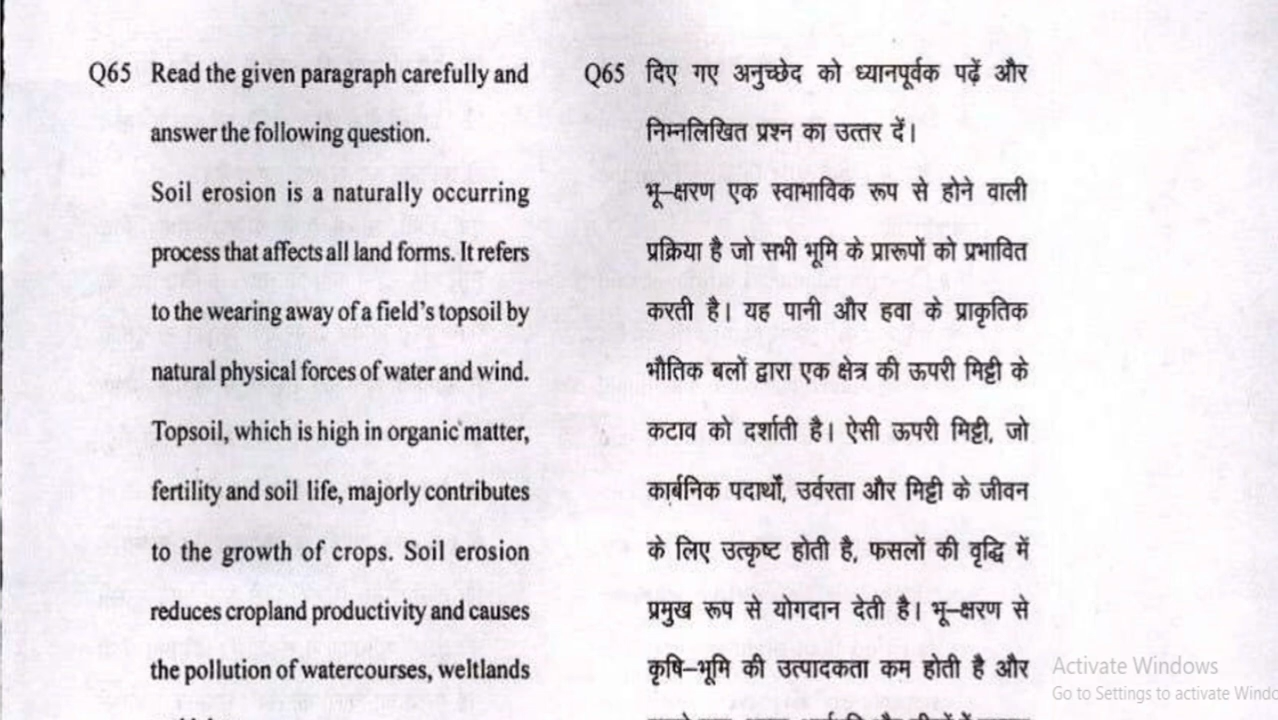 Q65 Read the given paragraph carefully and
answer the following question.
Soil erosion is a naturally occurring
process that affects all land forms. It refers
to the wearing away of a field's topsoil by
natural physical forces of water and wind.
Topsoil, which is high in organic matter,
fertility and soil life, majorly contributes
to the growth of crops. Soil erosion
reduces cropland productivity and causes
the pollution of watercourses, weltlands
Q65 दिए गए अनुच्छेद को ध्यानपूर्वक पढ़ें और
निम्नलिखित प्रश्न का उत्तर दें।
भू–क्षरण एक स्वाभाविक रूप से होने वाली
प्रक्रिया है जो सभी भूमि के प्रारूपों को प्रभावित
करती है। यह पानी और हवा के प्राकृतिक
भौतिक बलों द्वारा एक क्षेत्र की ऊपरी मिट्टी के
कटाव को दर्शाती है। ऐसी ऊपरी मिट्टी, जो
कार्बनिक पदार्थों, उर्वरता और मिट्टी के जीवन
के लिए उत्कृष्ट होती है, फसलों की वृद्धि में
प्रमुख रूप से योगदान देती है। भू–क्षरण से
कृषि–भूमि की उत्पादकता कम होती है और
Activate Windows
Go to Settings to activate Windo